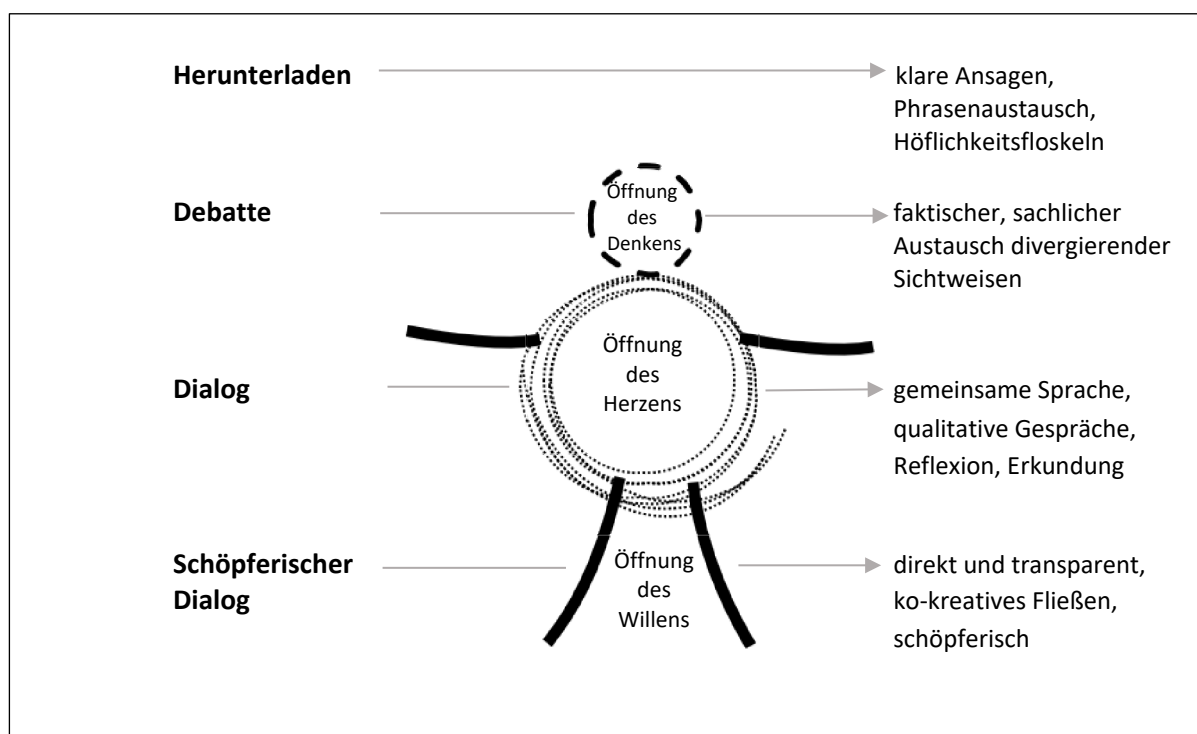 Herunterladen
klare Ansagen,
Phrasenaustausch,
Höflichkeitsfloskeln
Debatte
Öffnung
des
Denkens
faktischer, sachlicher
Austausch divergierender
Sichtweisen
Dialog
Öffnung
des
Herzens
gemeinsame Sprache,
qualitative Gespräche,
Reflexion, Erkundung
Schöpferischer
Dialog
Öffnung
des
Willens
direkt und transparent,
ko-kreatives Fließen,
schöpferisch